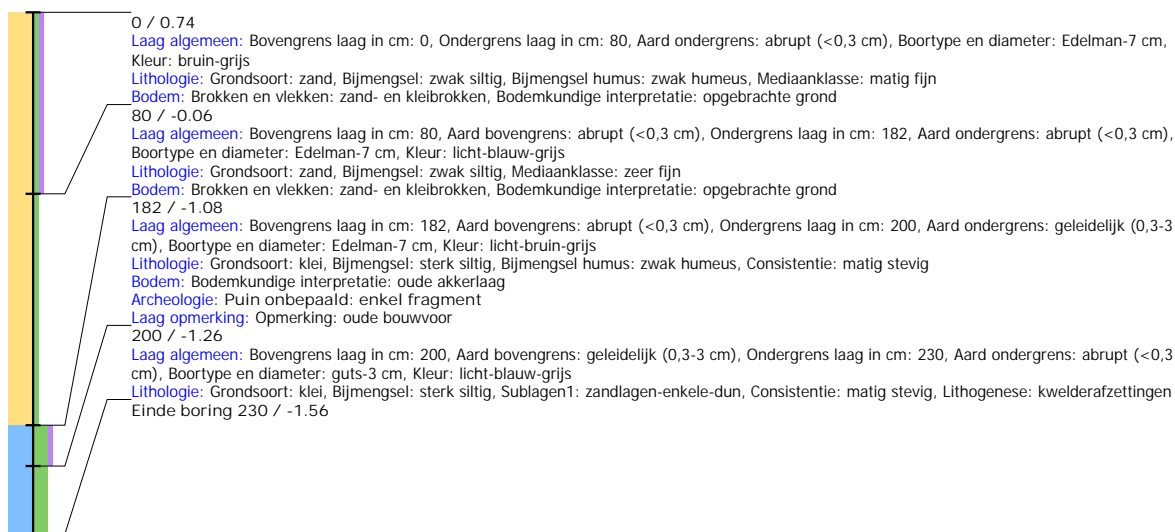 0 / 0.74
Laag algemeen: Bovengrens laag in cm: 0, Ondergrens laag in cm: 80, Aard ondergrens: abrupt (<0,3 cm), Boortype en diameter: Edelman-7 cm,
Kleur: bruin-grijs
Lithologie: Grondsoort: zand, Bijmengsel: zwak siltig, Bijmengsel humus: zwak humeus, Mediaanklasse: matig fijn
Bodem: Brokken en vlekken: zand- en kleibrokken, Bodemkundige interpretatie: opgebrachte grond
80 / -0.06
Laag algemeen: Bovengrens laag in cm: 80, Aard bovengrens: abrupt (<0,3 cm), Ondergrens laag in cm: 182, Aard ondergrens: abrupt (<0,3 cm),
Boortype en diameter: Edelman-7 cm, Kleur: licht-blauw-grijs
Lithologie: Grondsoort: zand, Bijmengsel: zwak siltig, Mediaanklasse: zeer fijn
Bodem: Brokken en vlekken: zand- en kleibrokken, Bodemkundige interpretatie: opgebrachte grond
182 / -1.08
Laag algemeen: Bovengrens laag in cm: 182, Aard bovengrens: abrupt (<0,3 cm), Ondergrens laag in cm: 200, Aard ondergrens: geleidelijk (0,3-3
cm), Boortype en diameter: Edelman-7 cm, Kleur: licht-bruin-grijs
Lithologie: Grondsoort: klei, Bijmengsel: sterk siltig, Bijmengsel humus: zwak humeus, Consistentie: matig stevig
Bodem: Bodemkundige interpretatie: oude akkerlaag
Archeologie: Puin onbepaald: enkel fragment
Laag opmerking: Opmerking: oude bouwvoor
200 / -1.26
Laag algemeen: Bovengrens laag in cm: 200, Aard bovengrens: geleidelijk (0,3-3 cm), Ondergrens laag in cm: 230, Aard ondergrens: abrupt (<0,3
cm), Boortype en diameter: guts-3 cm, Kleur: licht-blauw-grijs
Lithologie: Grondsoort: klei, Bijmengsel: sterk siltig, Sublagen1: zandlagen-enkele-dun, Consistentie: matig stevig, Lithogenese: kwelderafzettingen
Einde boring 230 / -1.56